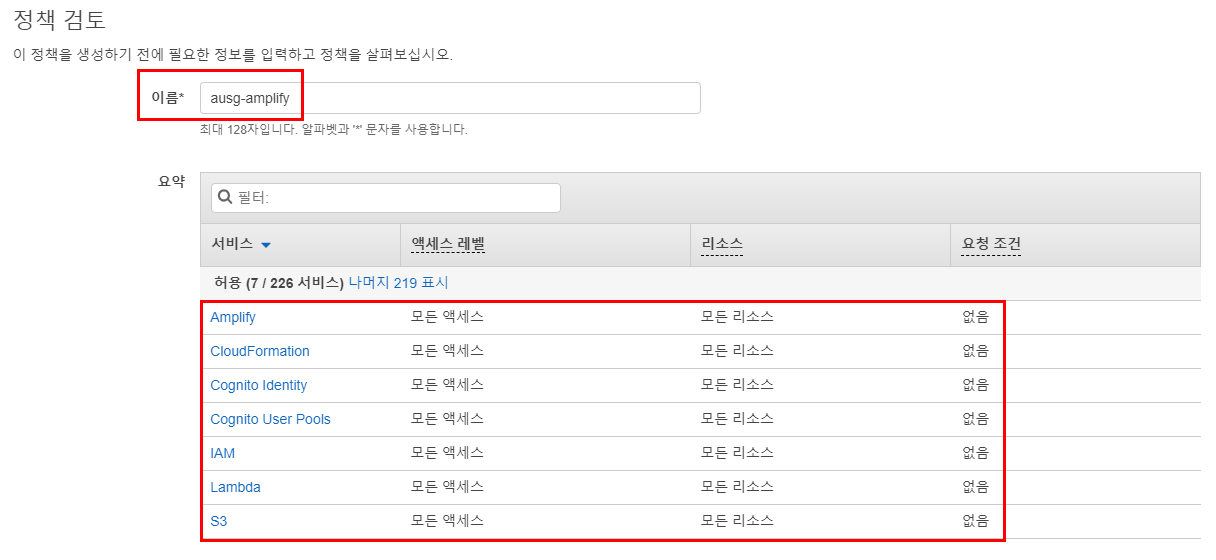 정책 검토
이 정책을 생성하기 전에 필요한 정보를 입력하고 정책을 살펴보십시오.
이름* ausg-amplify
최대 128자입니다. 알파벳과 '*' 문자를 사용합니다.
요약
필터:
서비스 액세스 레벨 리소스 요청 조건
허용 (7 / 226 서비스) 나머지 219 표시
Amplify 모든 액세스 모든 리소스 없음
CloudFormation 모든 액세스 모든 리소스 없음
Cognito Identity 모든 액세스 모든 리소스 없음
Cognito User Pools 모든 액세스 모든 리소스 없음
IAM 모든 액세스 모든 리소스 없음
Lambda 모든 액세스 모든 리소스 없음
S3 모든 액세스 모든 리소스 없음